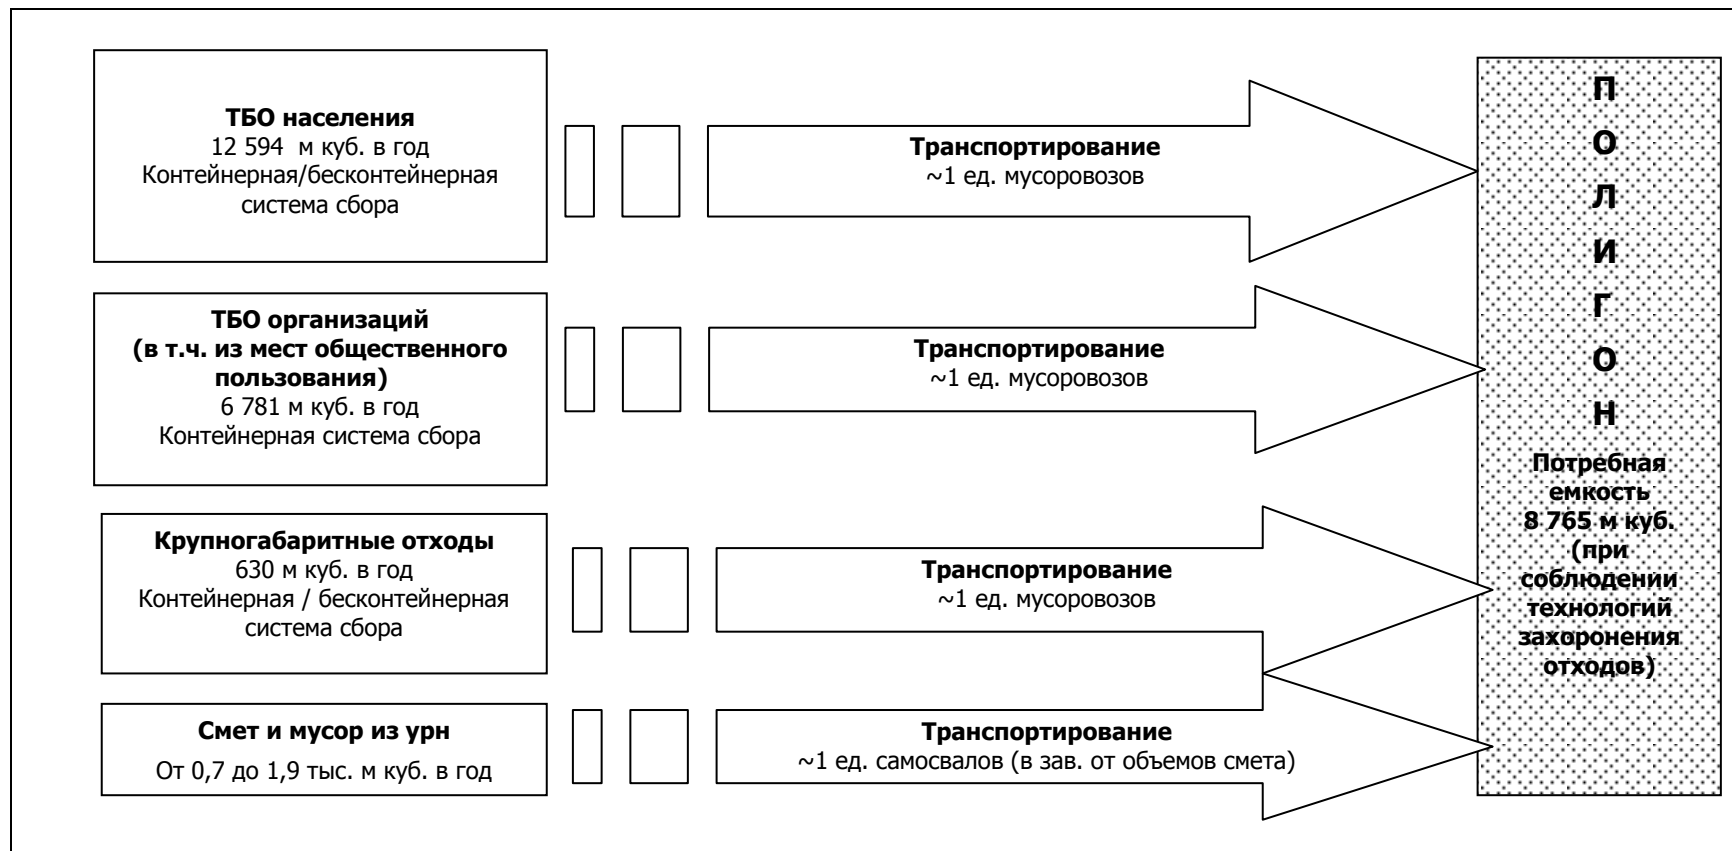 ТБО населения
12 594 м куб. в год
Контейнерная/бесконтейнерная
система сбора
Транспортирование
~1 ед. мусоровозов
ТБО организаций
(в т.ч. из мест общественного
пользования)
6 781 м куб. в год
Контейнерная система сбора
Транспортирование
~1 ед. мусоровозов
Крупногабаритные отходы
630 м куб. в год
Контейнерная / бесконтейнерная
система сбора
Транспортирование
~1 ед. мусоровозов
Смет и мусор из урн
От 0,7 до 1,9 тыс. м куб. в год
Транспортирование
~1 ед. самосвалов (в зав. от объемов смета)
П
О
Л
И
Г
О
Н
Потребная
емкость
8 765 м куб.
(при
соблюдении
технологий
захоронения
отходов)